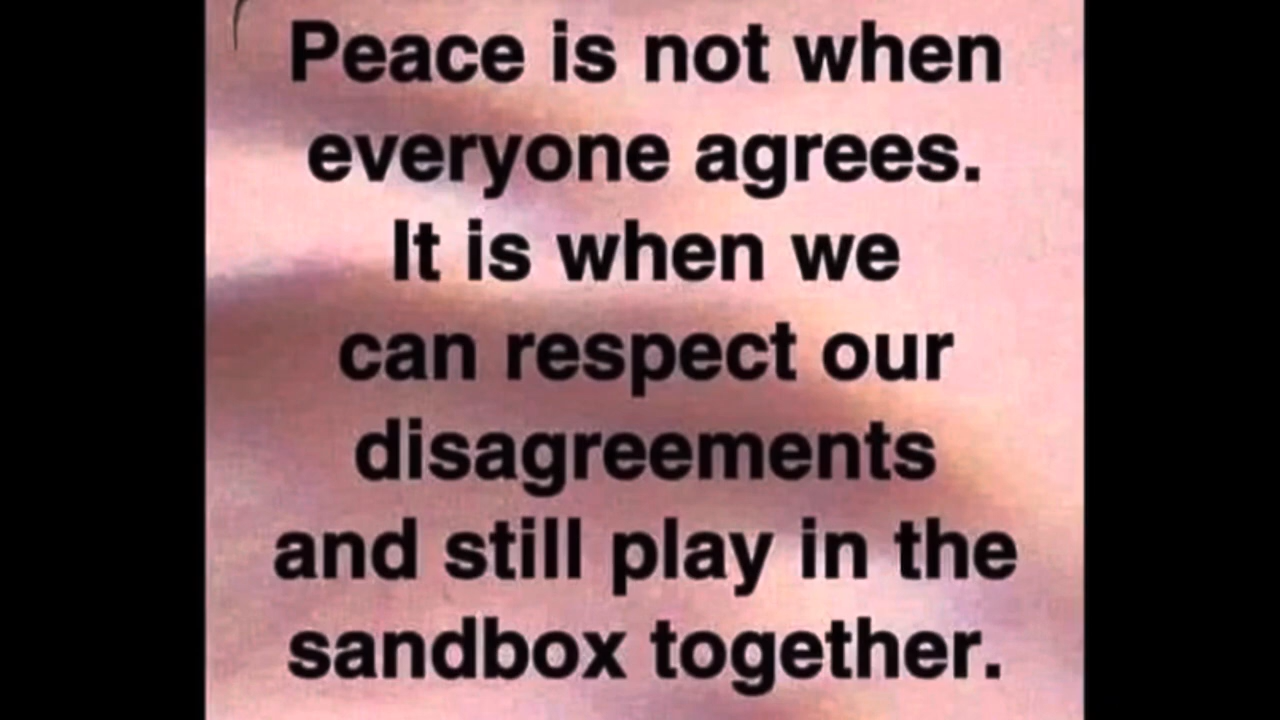 Peace is not when
everyone agrees.
It is when we
can respect our
disagreements
and still play in the
sandbox together.